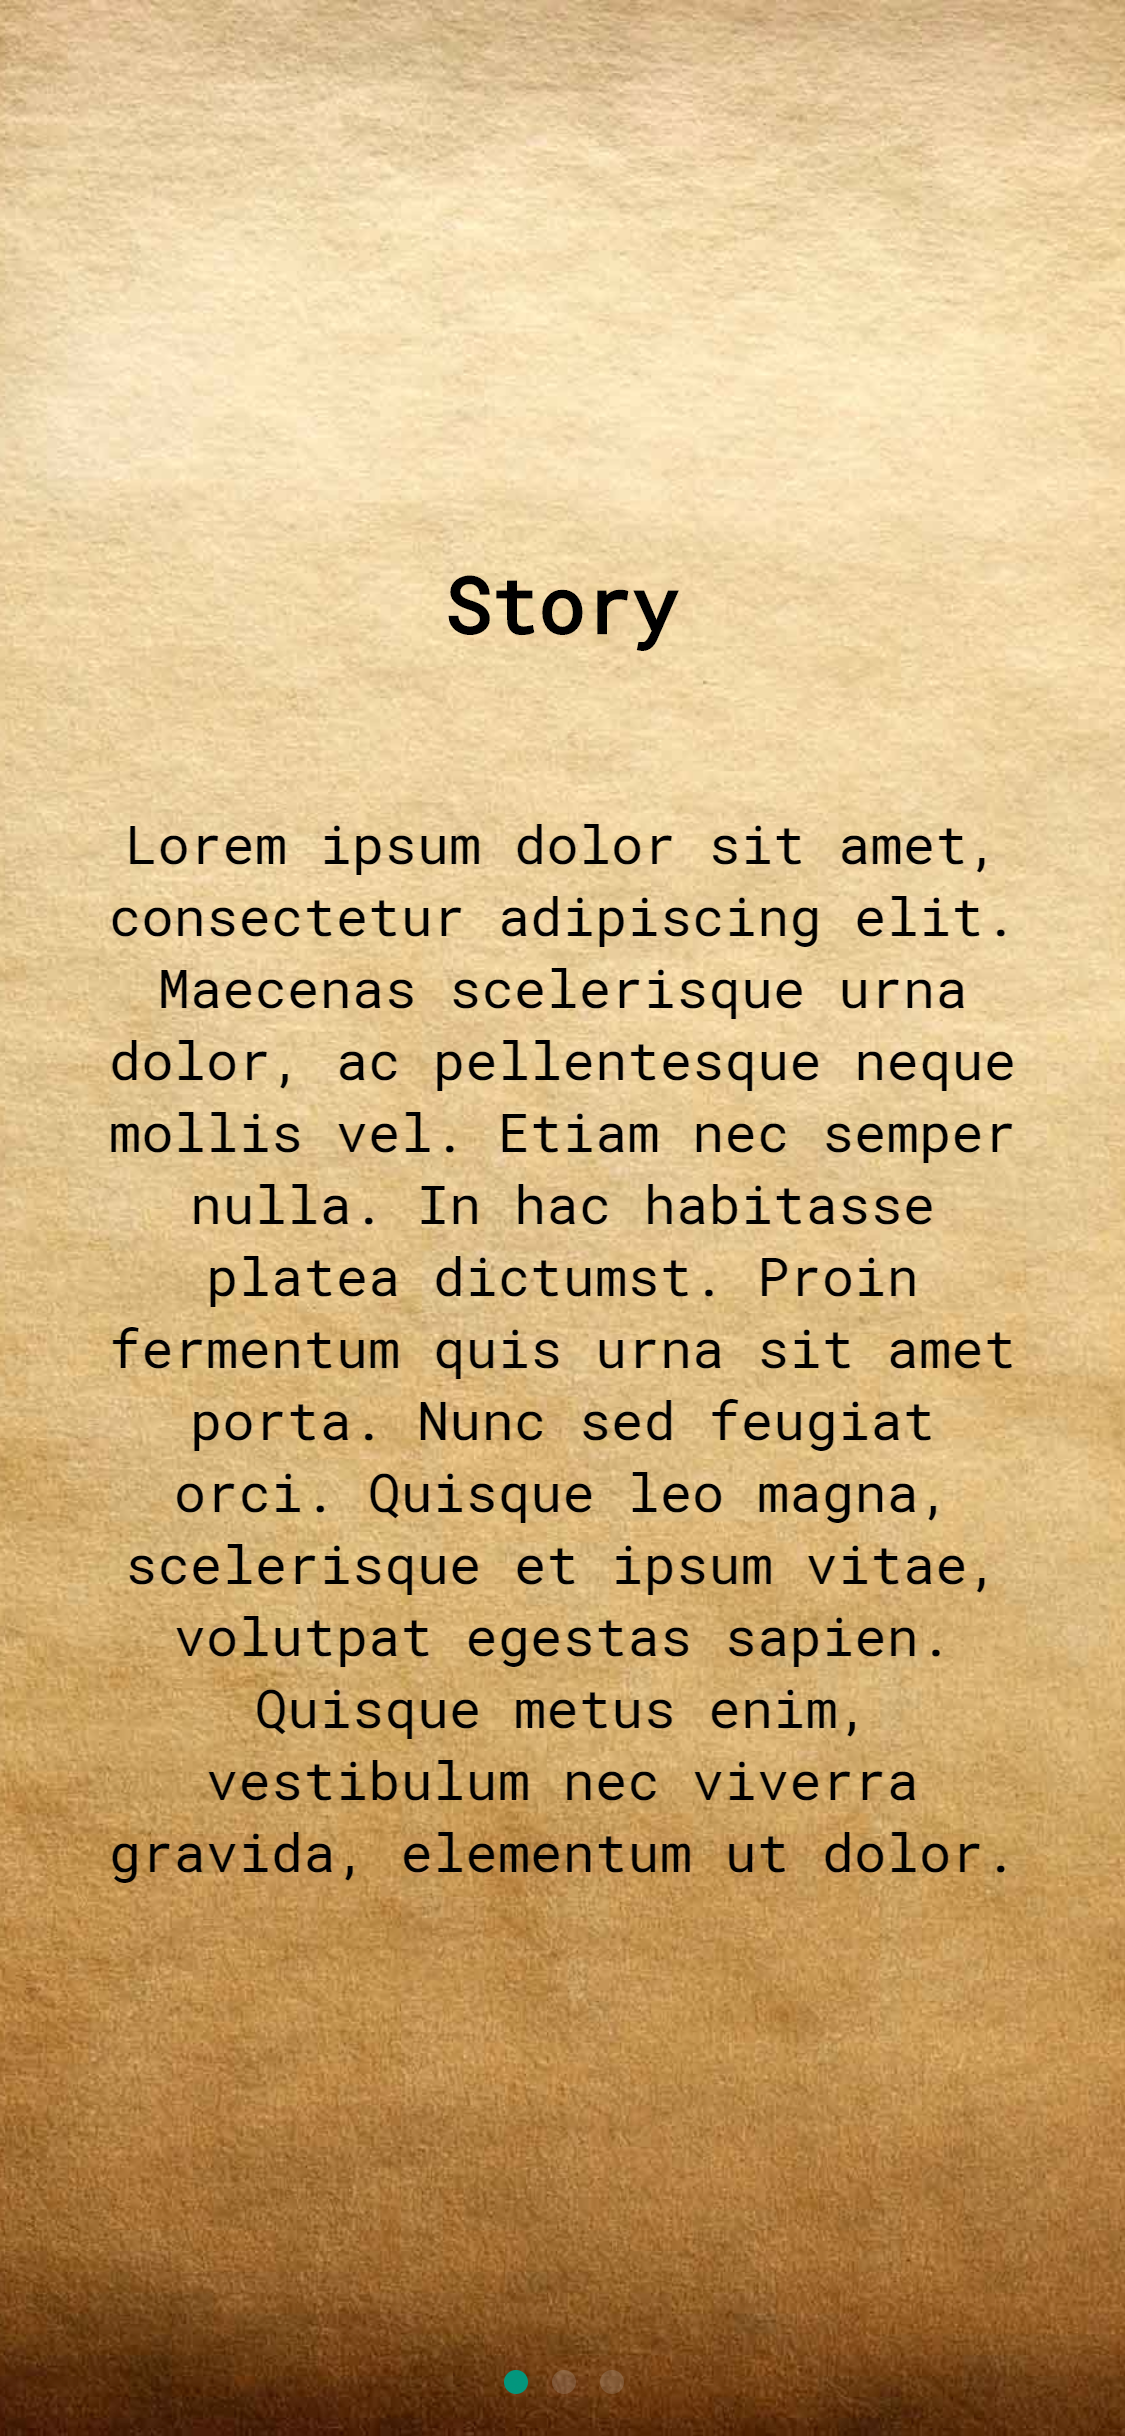 Story
Lorem ipsum dolor sit amet,
consectetur adipiscing elit.
Maecenas scelerisque urna
dolor, ac pellentesque neque
mollis vel. Etiam nec semper
nulla. In hac habitasse
platea dictumst. Proin
fermentum quis urna sit amet
porta. Nunc sed feugiat
orci. Quisque leo magna,
scelerisque et ipsum vitae,
volutpat egestas sapien.
Quisque metus enim,
vestibulum nec viverra
gravida, elementum ut dolor.